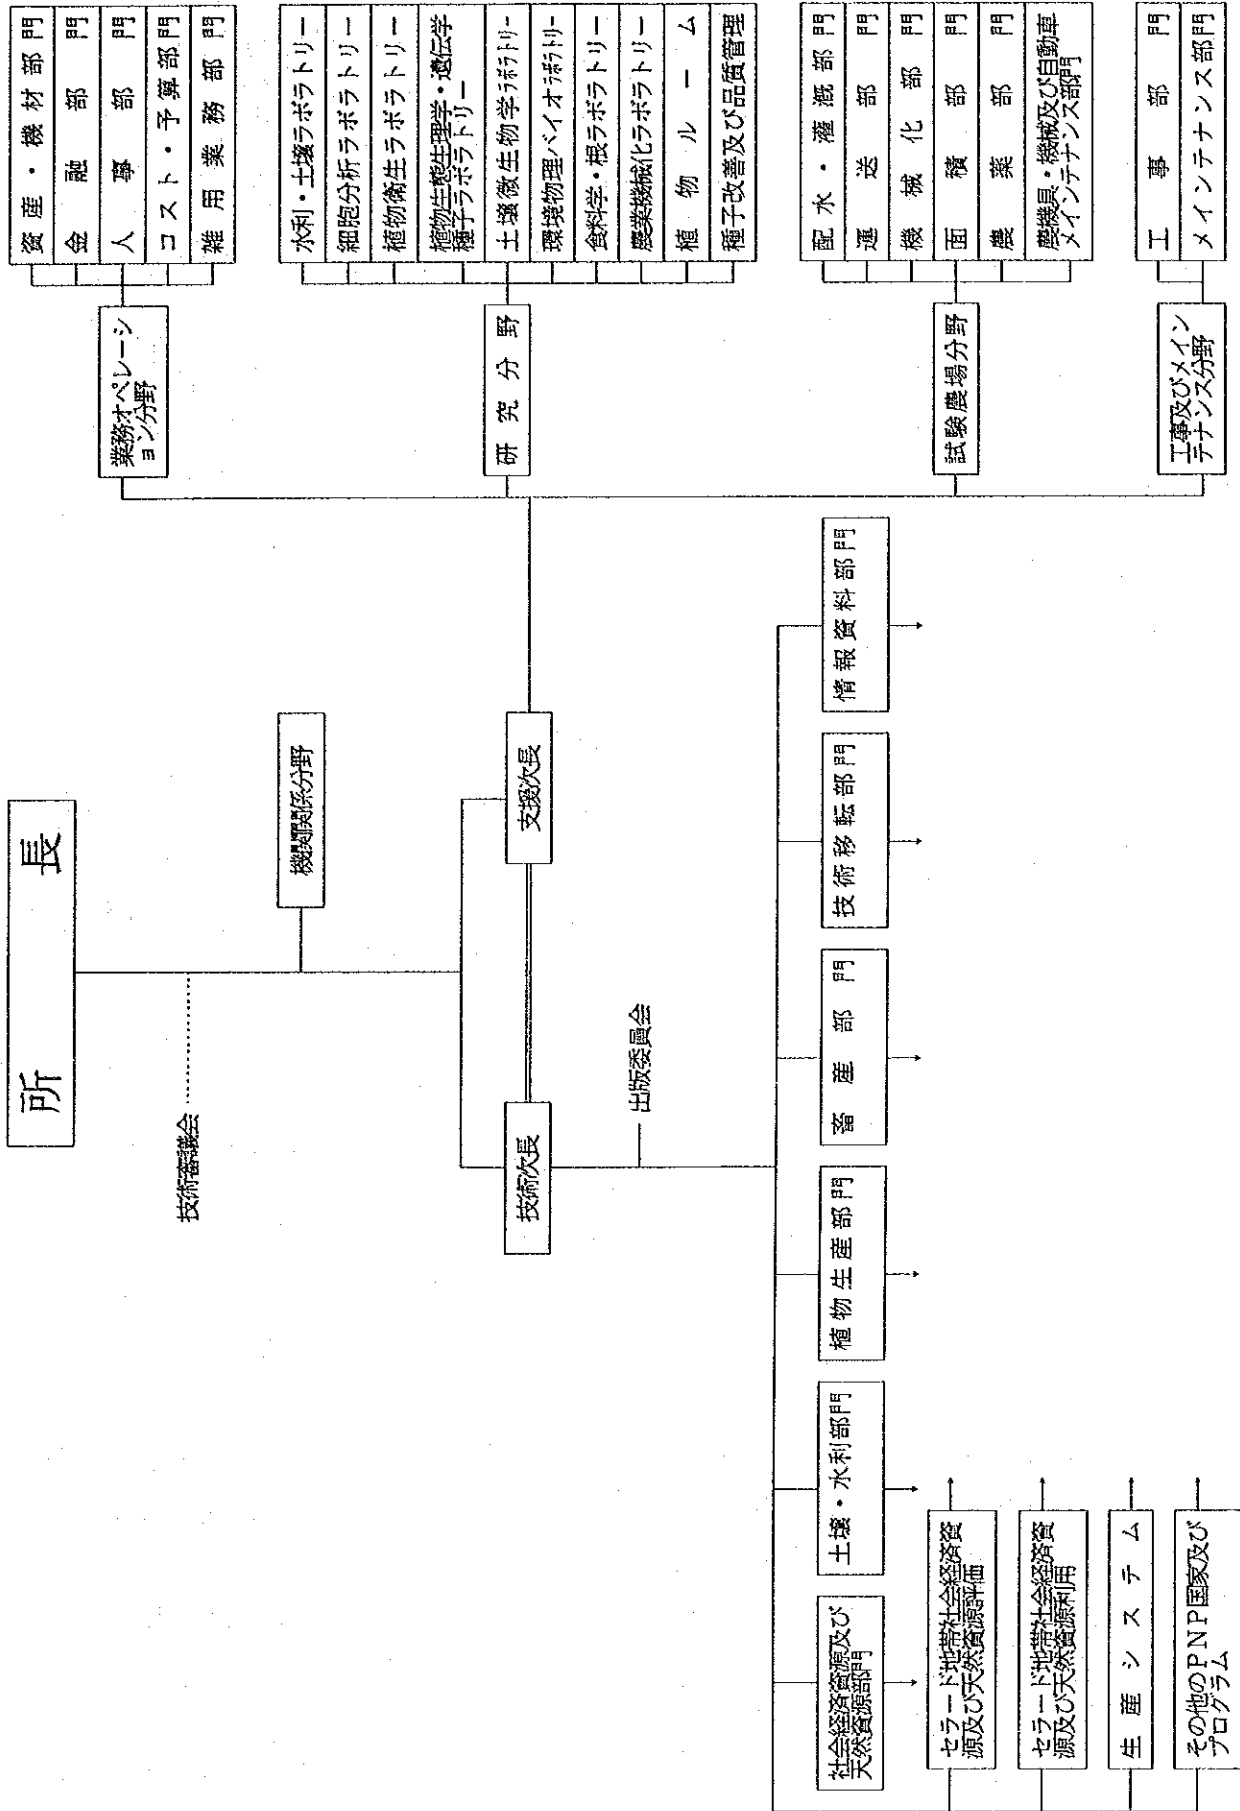 所長
技術審議会
機関関係分野
技術次長
支援次長
出版委員会
社会経済資源及び
天然資源部門
土壌・水利部門
植物生産部門
畜産部門
技術移転部門
情報資料部門
セラード地帯社会経済資
源及び天然資源評価
セラード地帯社会経済資
源及び天然資源利用
生産システム
その他のPNP国家及び
プログラム
業務オペレーシ
ョン分野
資産・機材部門
金融部門
人事部門
コスト・予算部門
雑用業務部門
研究分野
水利・土壌ラボラトリー
細胞分析ラボラトリー
植物衛生ラボラトリー
植物生態生理学・遺伝学
種子ラボラトリー
土壌微生物学ラボラトリー
環境物理バイオラボラトリー
食料科学・根ラボラトリー
農業機械化ラボラトリー
植物ルーム
種子改善及び品質管理
試験農場分野
配水・灌漑部門
運送部門
機械化部門
面積部門
農薬部門
農機具・機械及び自動車
メインテナンス部門
工事及びメイン
テナンス分野
工事部門
メインテナンス部門